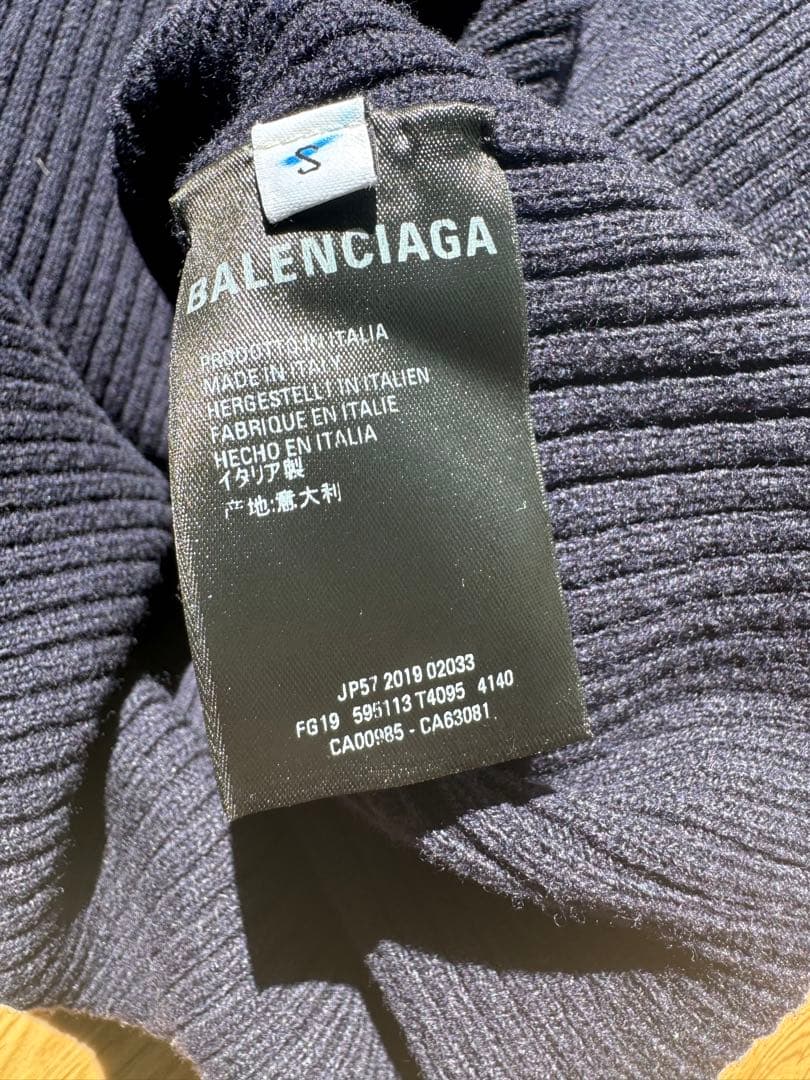 S
BALENCIAGA
PRODOTTO IN ITALIA
MADE IN ITALY
HERGESTELLT IN ITALIEN
FABRIQUE EN ITALIE
HECHO EN ITALIA
イタリア製
产地:意大利
JP57 2019 02033
FG19 595113 T4095 4140
CA00985 - CA63081